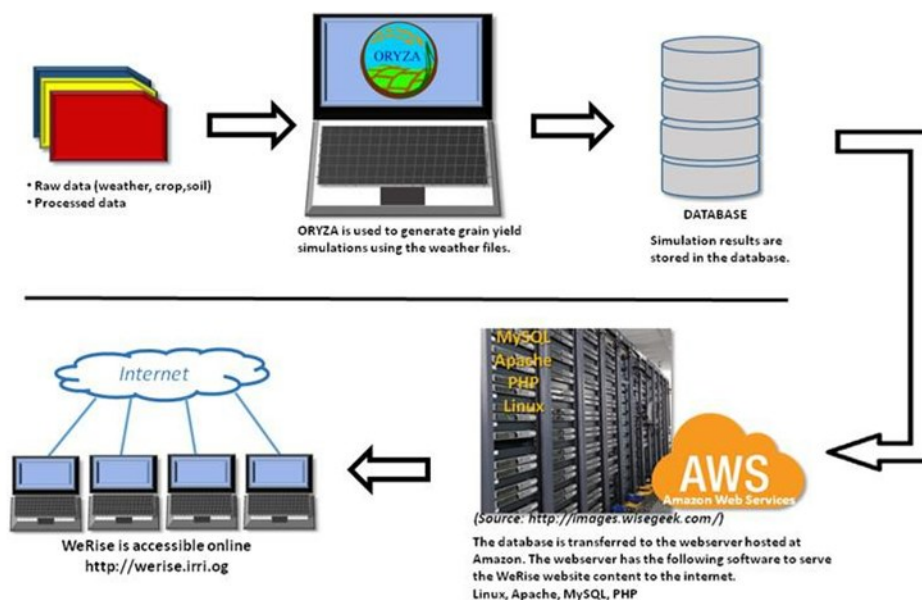 ORYZA
• Raw data (weather, crop,soil)
• Processed data
ORYZA is used to generate grain yield
simulations using the weather files.
DATABASE
Simulation results are
stored in the database.
Internet
WeRise is accessible online
http://werise.irri.og
MySQL
Apache
PHP
Linux
AWS
Amazon Web Services
(Source: http://images.wisegeek.com/)
The database is transferred to the webserver hosted at
Amazon. The webserver has the following software to serve
the WeRise website content to the internet.
Linux, Apache, MySQL, PHP